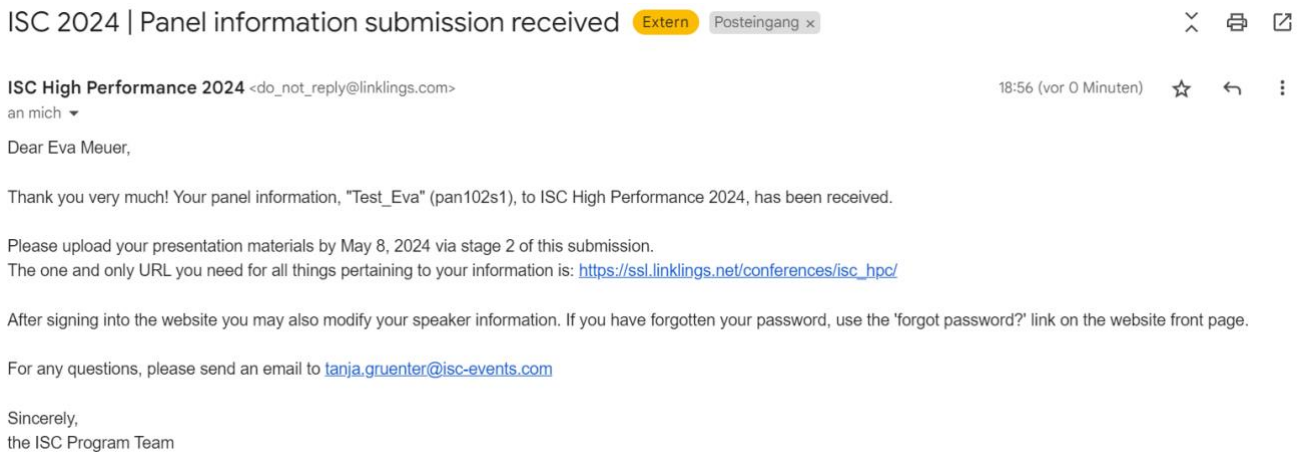 ISC 2024 | Panel information submission received Extern Posteingang ×
ISC High Performance 2024 <do_not_reply@linklings.com> 18:56 (vor 0 Minuten)
an mich
Dear Eva Meuer,
Thank you very much! Your panel information, "Test_Eva" (pan102s1), to ISC High Performance 2024, has been received.
Please upload your presentation materials by May 8, 2024 via stage 2 of this submission.
The one and only URL you need for all things pertaining to your information is: https://ssl.linklings.net/conferences/isc_hpc/
After signing into the website you may also modify your speaker information. If you have forgotten your password, use the 'forgot password?' link on the website front page.
For any questions, please send an email to tanja.gruenter@isc-events.com
Sincerely,
the ISC Program Team